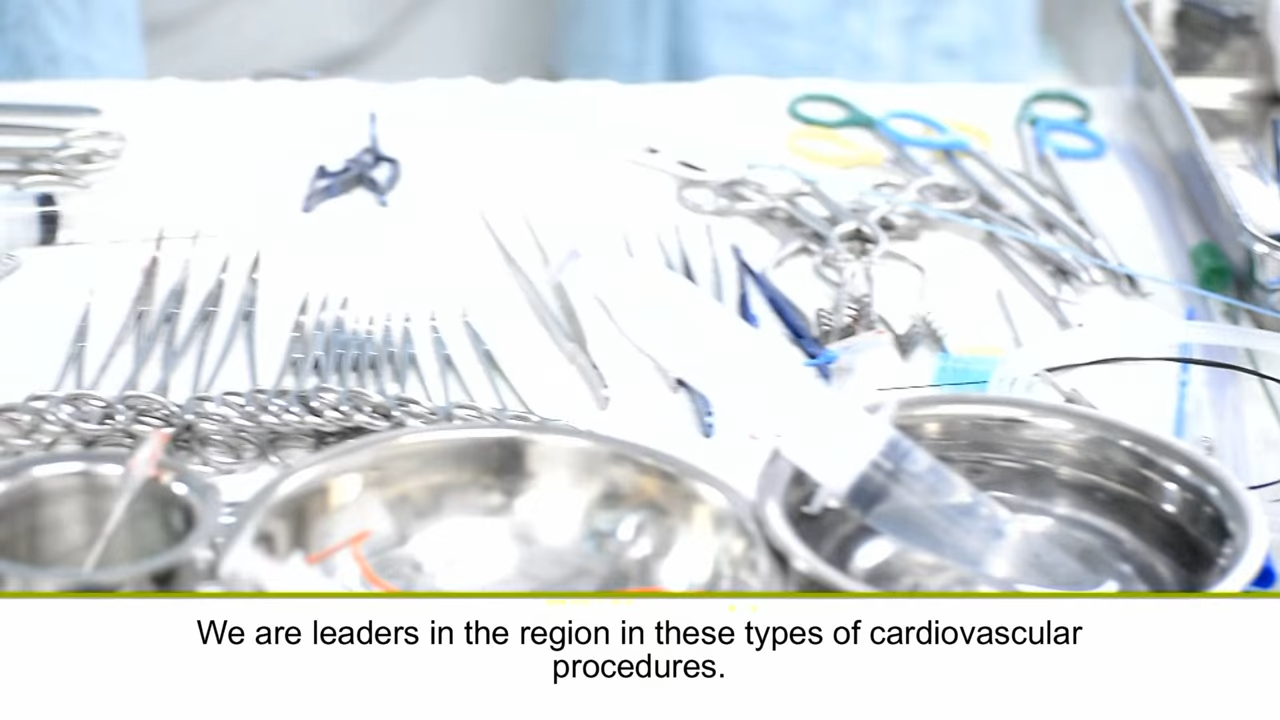 We are leaders in the region in these types of cardiovascular
procedures.